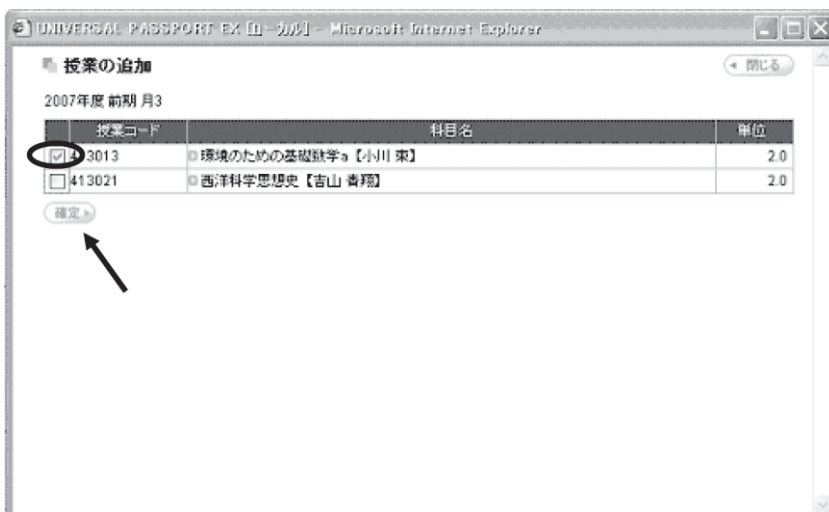 UNIVERSAL PASSPORT EX [ローカル] - Microsoft Internet Explorer
授業の追加
閉じる
2007年度 前期 月3
授業コード 科目名 単位
413013 環境のための基礎数学a【小川 束】 2.0
413021 西洋科学思想史【吉山 青翔】 2.0
確定